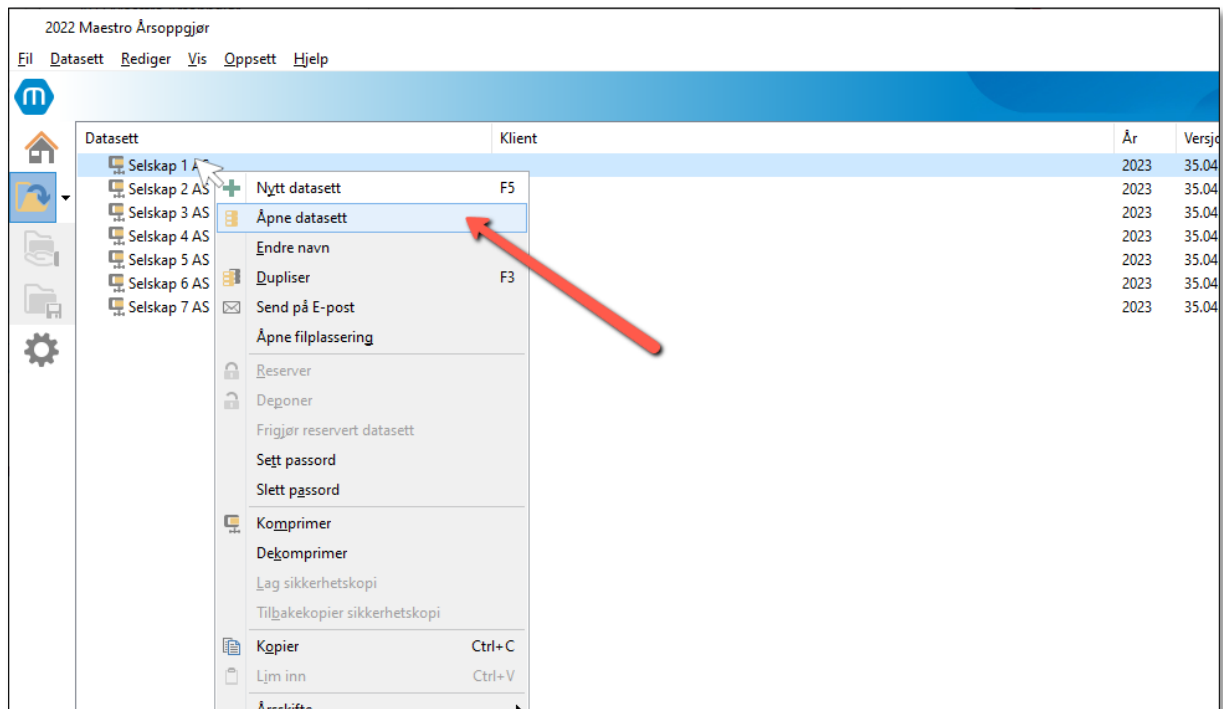 2022 Maestro Årsoppgjør
Fil Datasett Rediger Vis Oppsett Hjelp
Datasett Klient År
Selskap 1 2023 35.04
Selskap 2 AS 2023 35.04
Selskap 3 AS 2023 35.04
Selskap 4 AS 2023 35.04
Selskap 5 AS 2023 35.04
Selskap 6 AS 2023 35.04
Selskap 7 AS 2023 35.04
Nytt datasett F5
Åpne datasett
Endre navn
Dupliser F3
Send på E-post
Åpne filplassering
Reserver
Deponer
Frigjør reservert datasett
Sett passord
Slett passord
Komprimer
Dekomprimer
Lag sikkerhetskopi
Tilbakekopier sikkerhetskopi
Kopier Ctrl+C
Lim inn Ctrl+V
Årsskifte